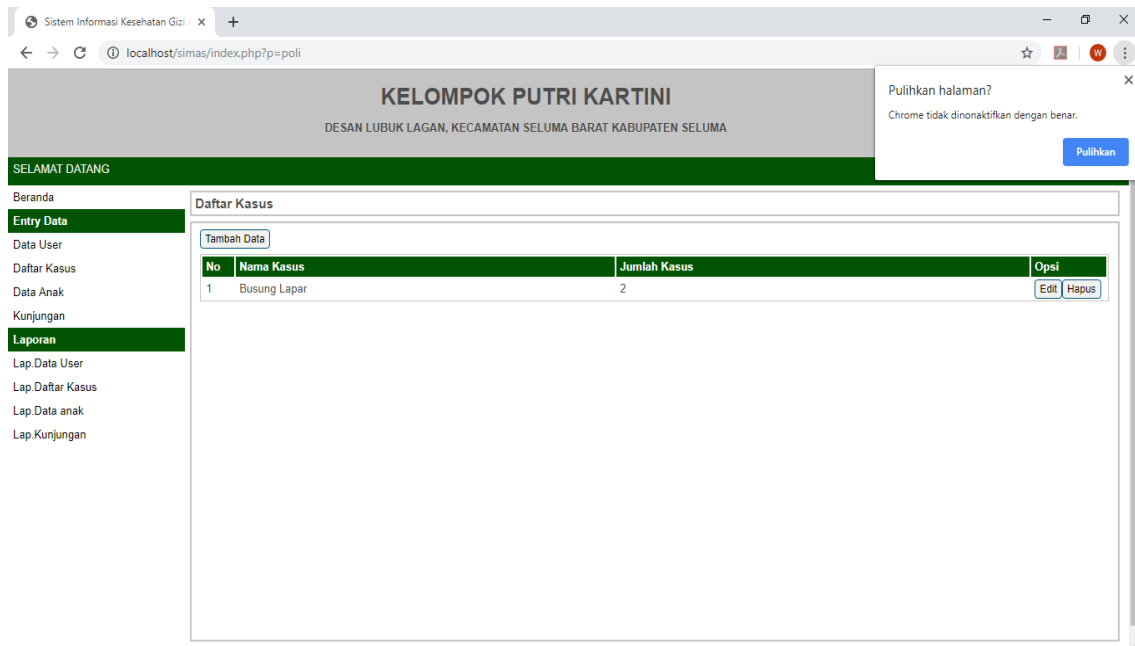 Sistem Informasi Kesehatan Gizi
localhost/simas/index.php?p=poli
W
Pulihkan halaman?
Chrome tidak dinonaktifkan dengan benar.
Pulihkan
KELOMPOK PUTRI KARTINI
DESAN LUBUK LAGAN, KECAMATAN SELUMA BARAT KABUPATEN SELUMA
SELAMAT DATANG
Beranda
Entry Data
Data User
Daftar Kasus
Data Anak
Kunjungan
Laporan
Lap.Data User
Lap.Daftar Kasus
Lap.Data anak
Lap.Kunjungan
Daftar Kasus
Tambah Data
No Nama Kasus Jumlah Kasus Opsi
1 Busung Lapar 2 Edit Hapus